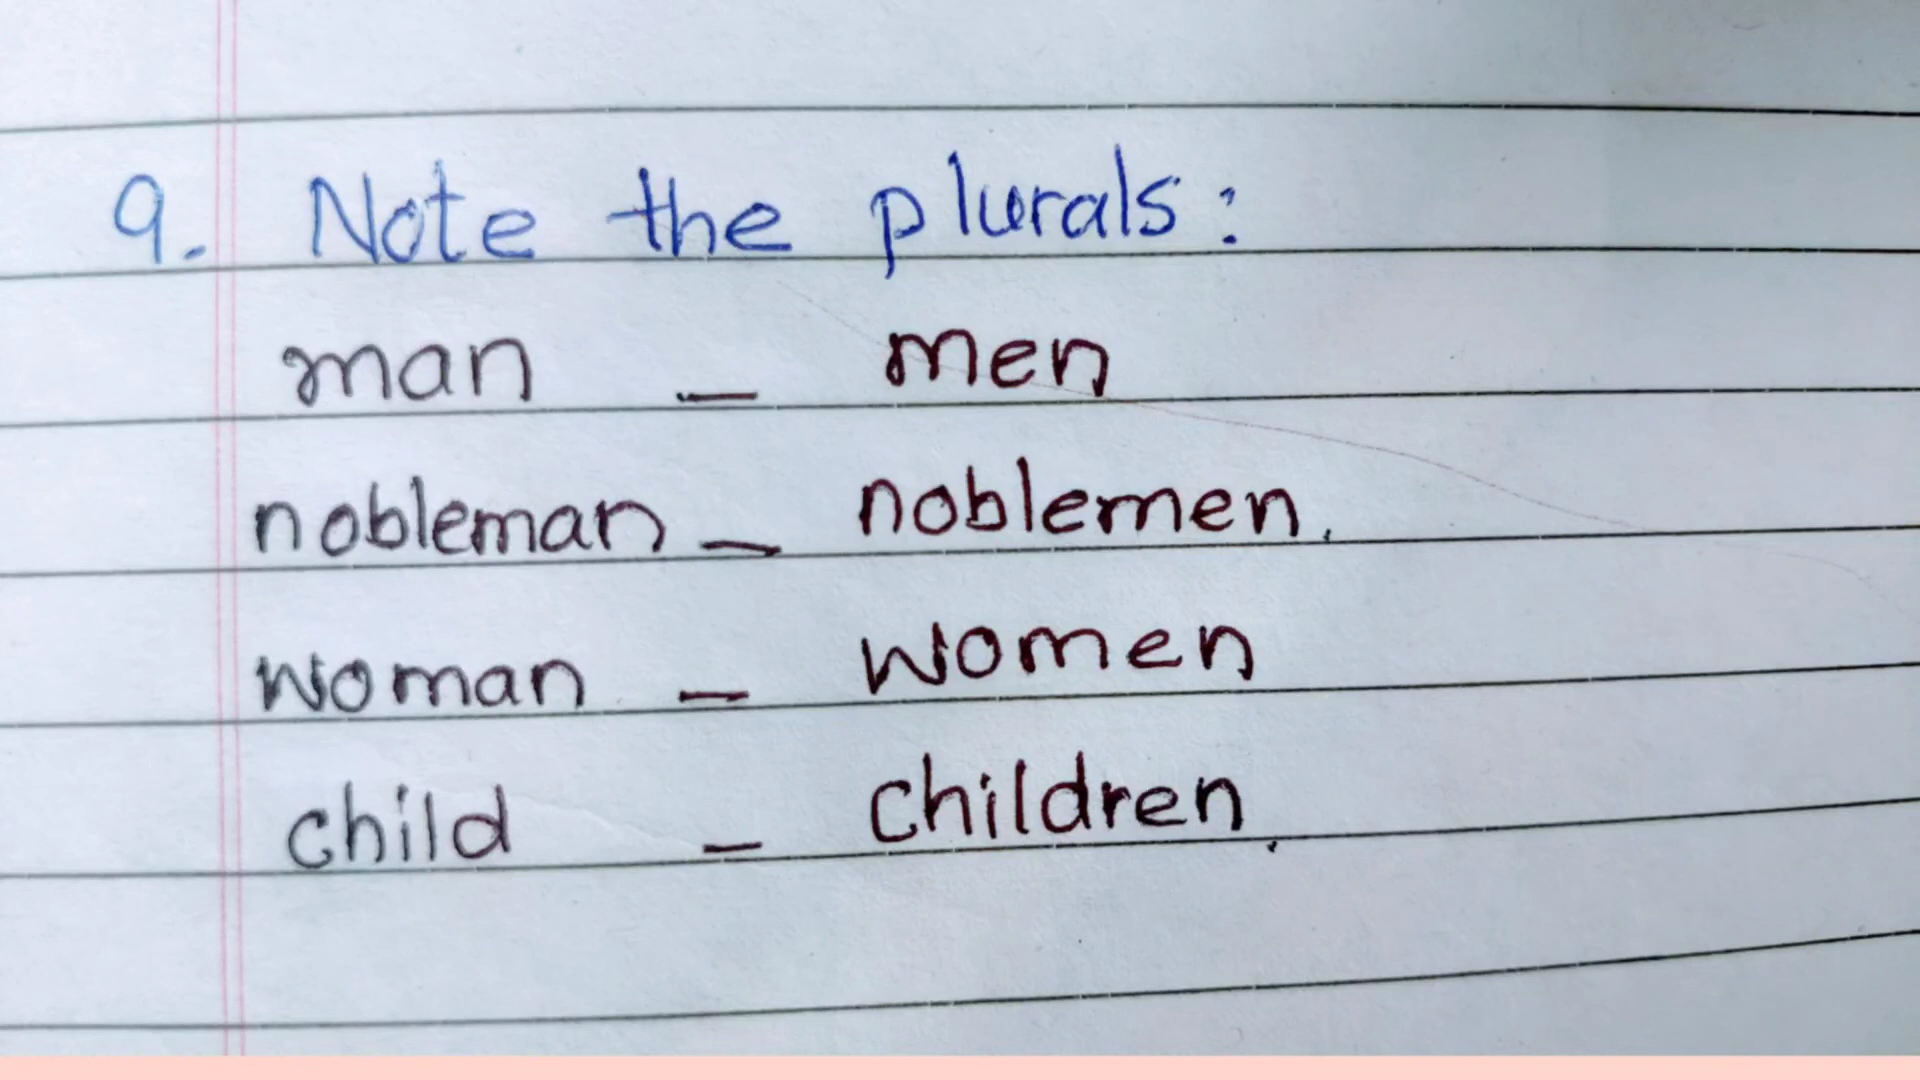 9. Note the plurals:
man – men
nobleman – noblemen.
woman – women
child – children.